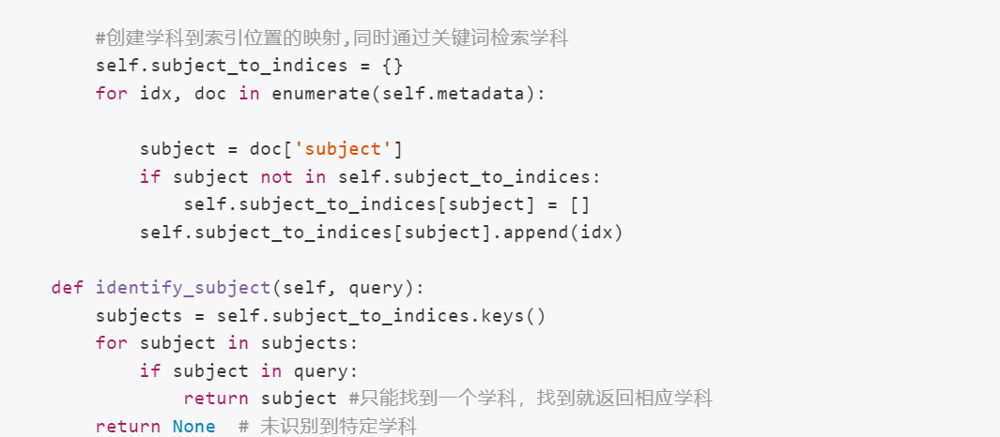 #创建学科到索引位置的映射,同时通过关键词检索学科
self.subject_to_indices = {}
for idx, doc in enumerate(self.metadata):
subject = doc['subject']
if subject not in self.subject_to_indices:
self.subject_to_indices[subject] = []
self.subject_to_indices[subject].append(idx)
def identify_subject(self, query):
subjects = self.subject_to_indices.keys()
for subject in subjects:
if subject in query:
return subject #只能找到一个学科，找到就返回相应学科
return None  # 未识别到特定学科